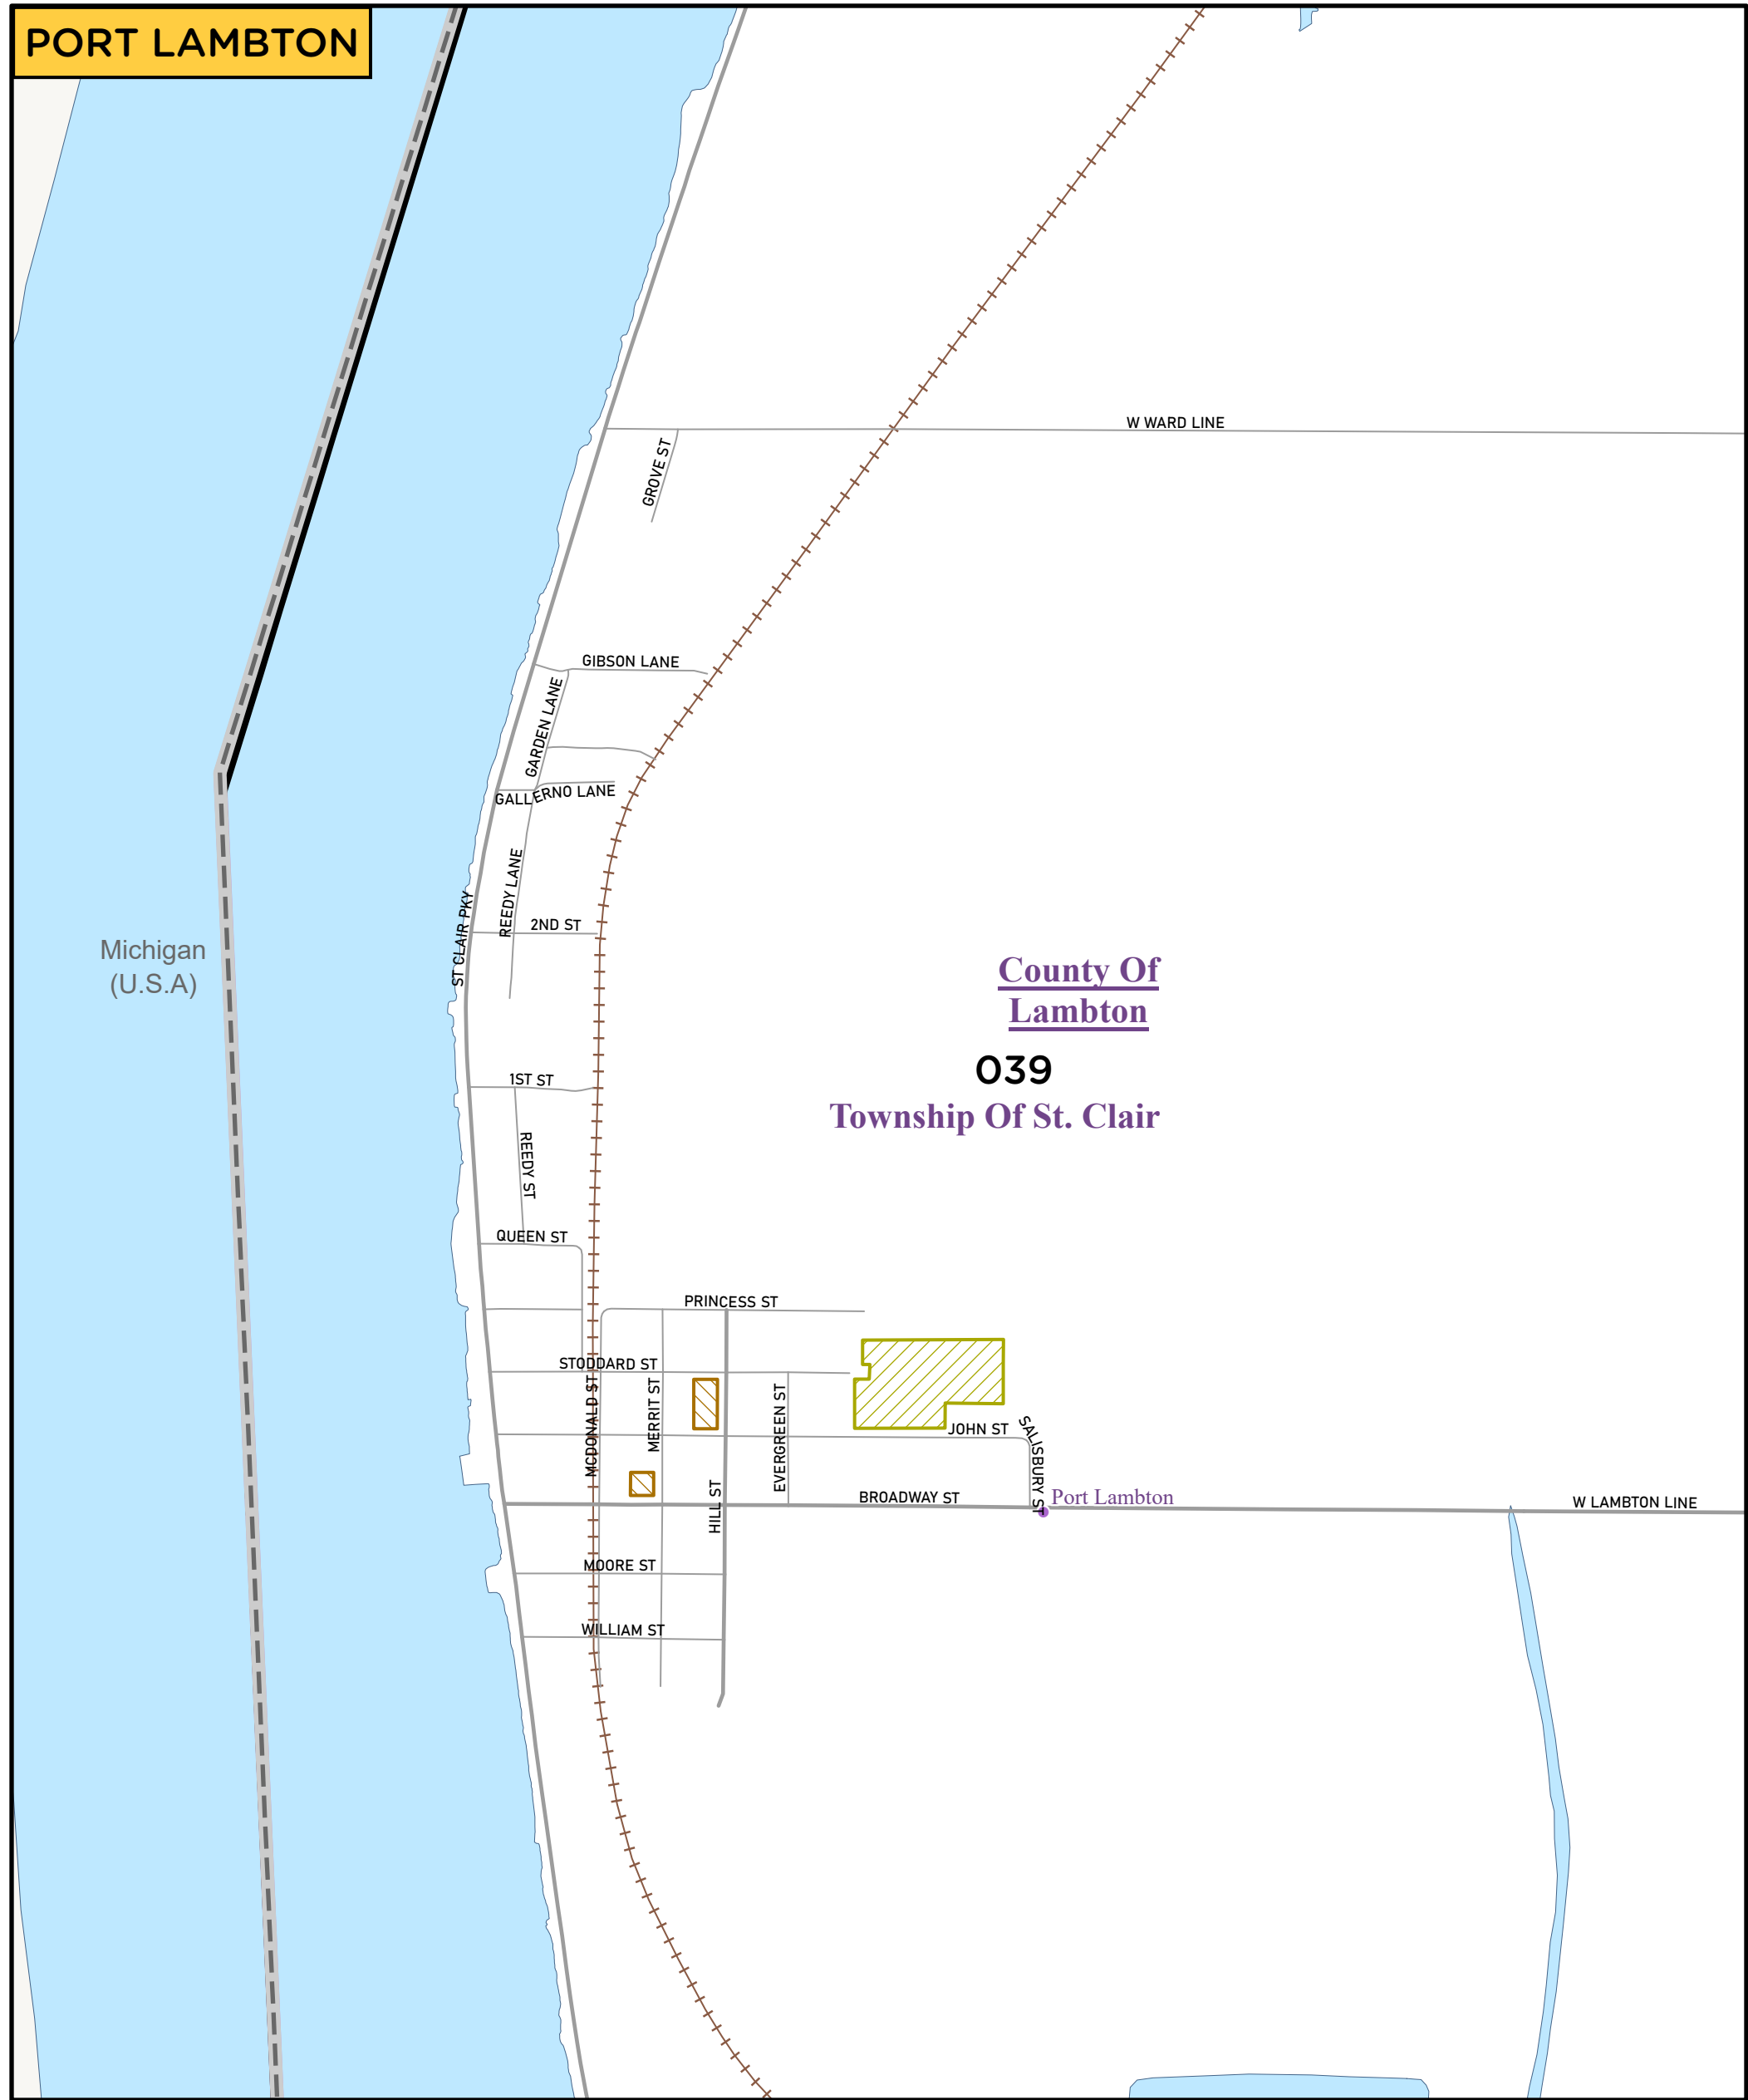 PORT LAMBTON
W WARD LINE
GROVE ST
GIBSON LANE
GARDEN LANE
GALLERNO LANE
REEDY LANE
ST CLAIR PKY
2ND ST
Michigan
(U.S.A)
County Of
Lambton
039
Township Of St. Clair
1ST ST
REEDY ST
QUEEN ST
PRINCESS ST
STODDARD ST
MCDONALD ST
MERRIT ST
EVERGREEN ST
JOHN ST
SALISBURY ST
HILL ST
BROADWAY ST
Port Lambton
W LAMBTON LINE
MOORE ST
WILLIAM ST